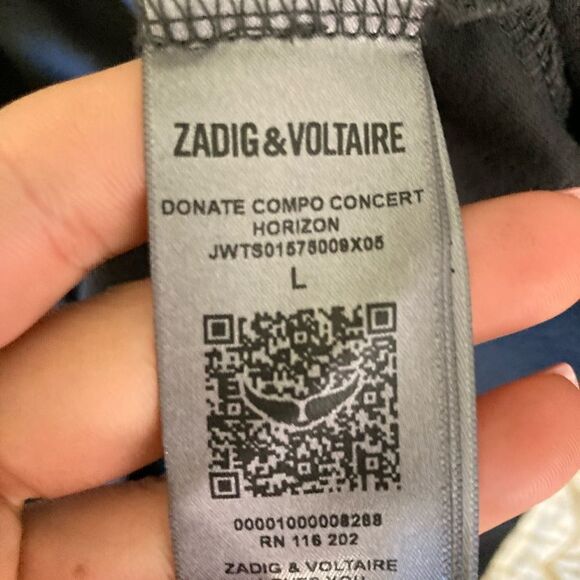 ZADIG & VOLTAIRE
DONATE COMPO CONCERT
HORIZON
JWTS01575009X05
L
00001000008288
RN 116 202
ZADIG & VOLTAIRE